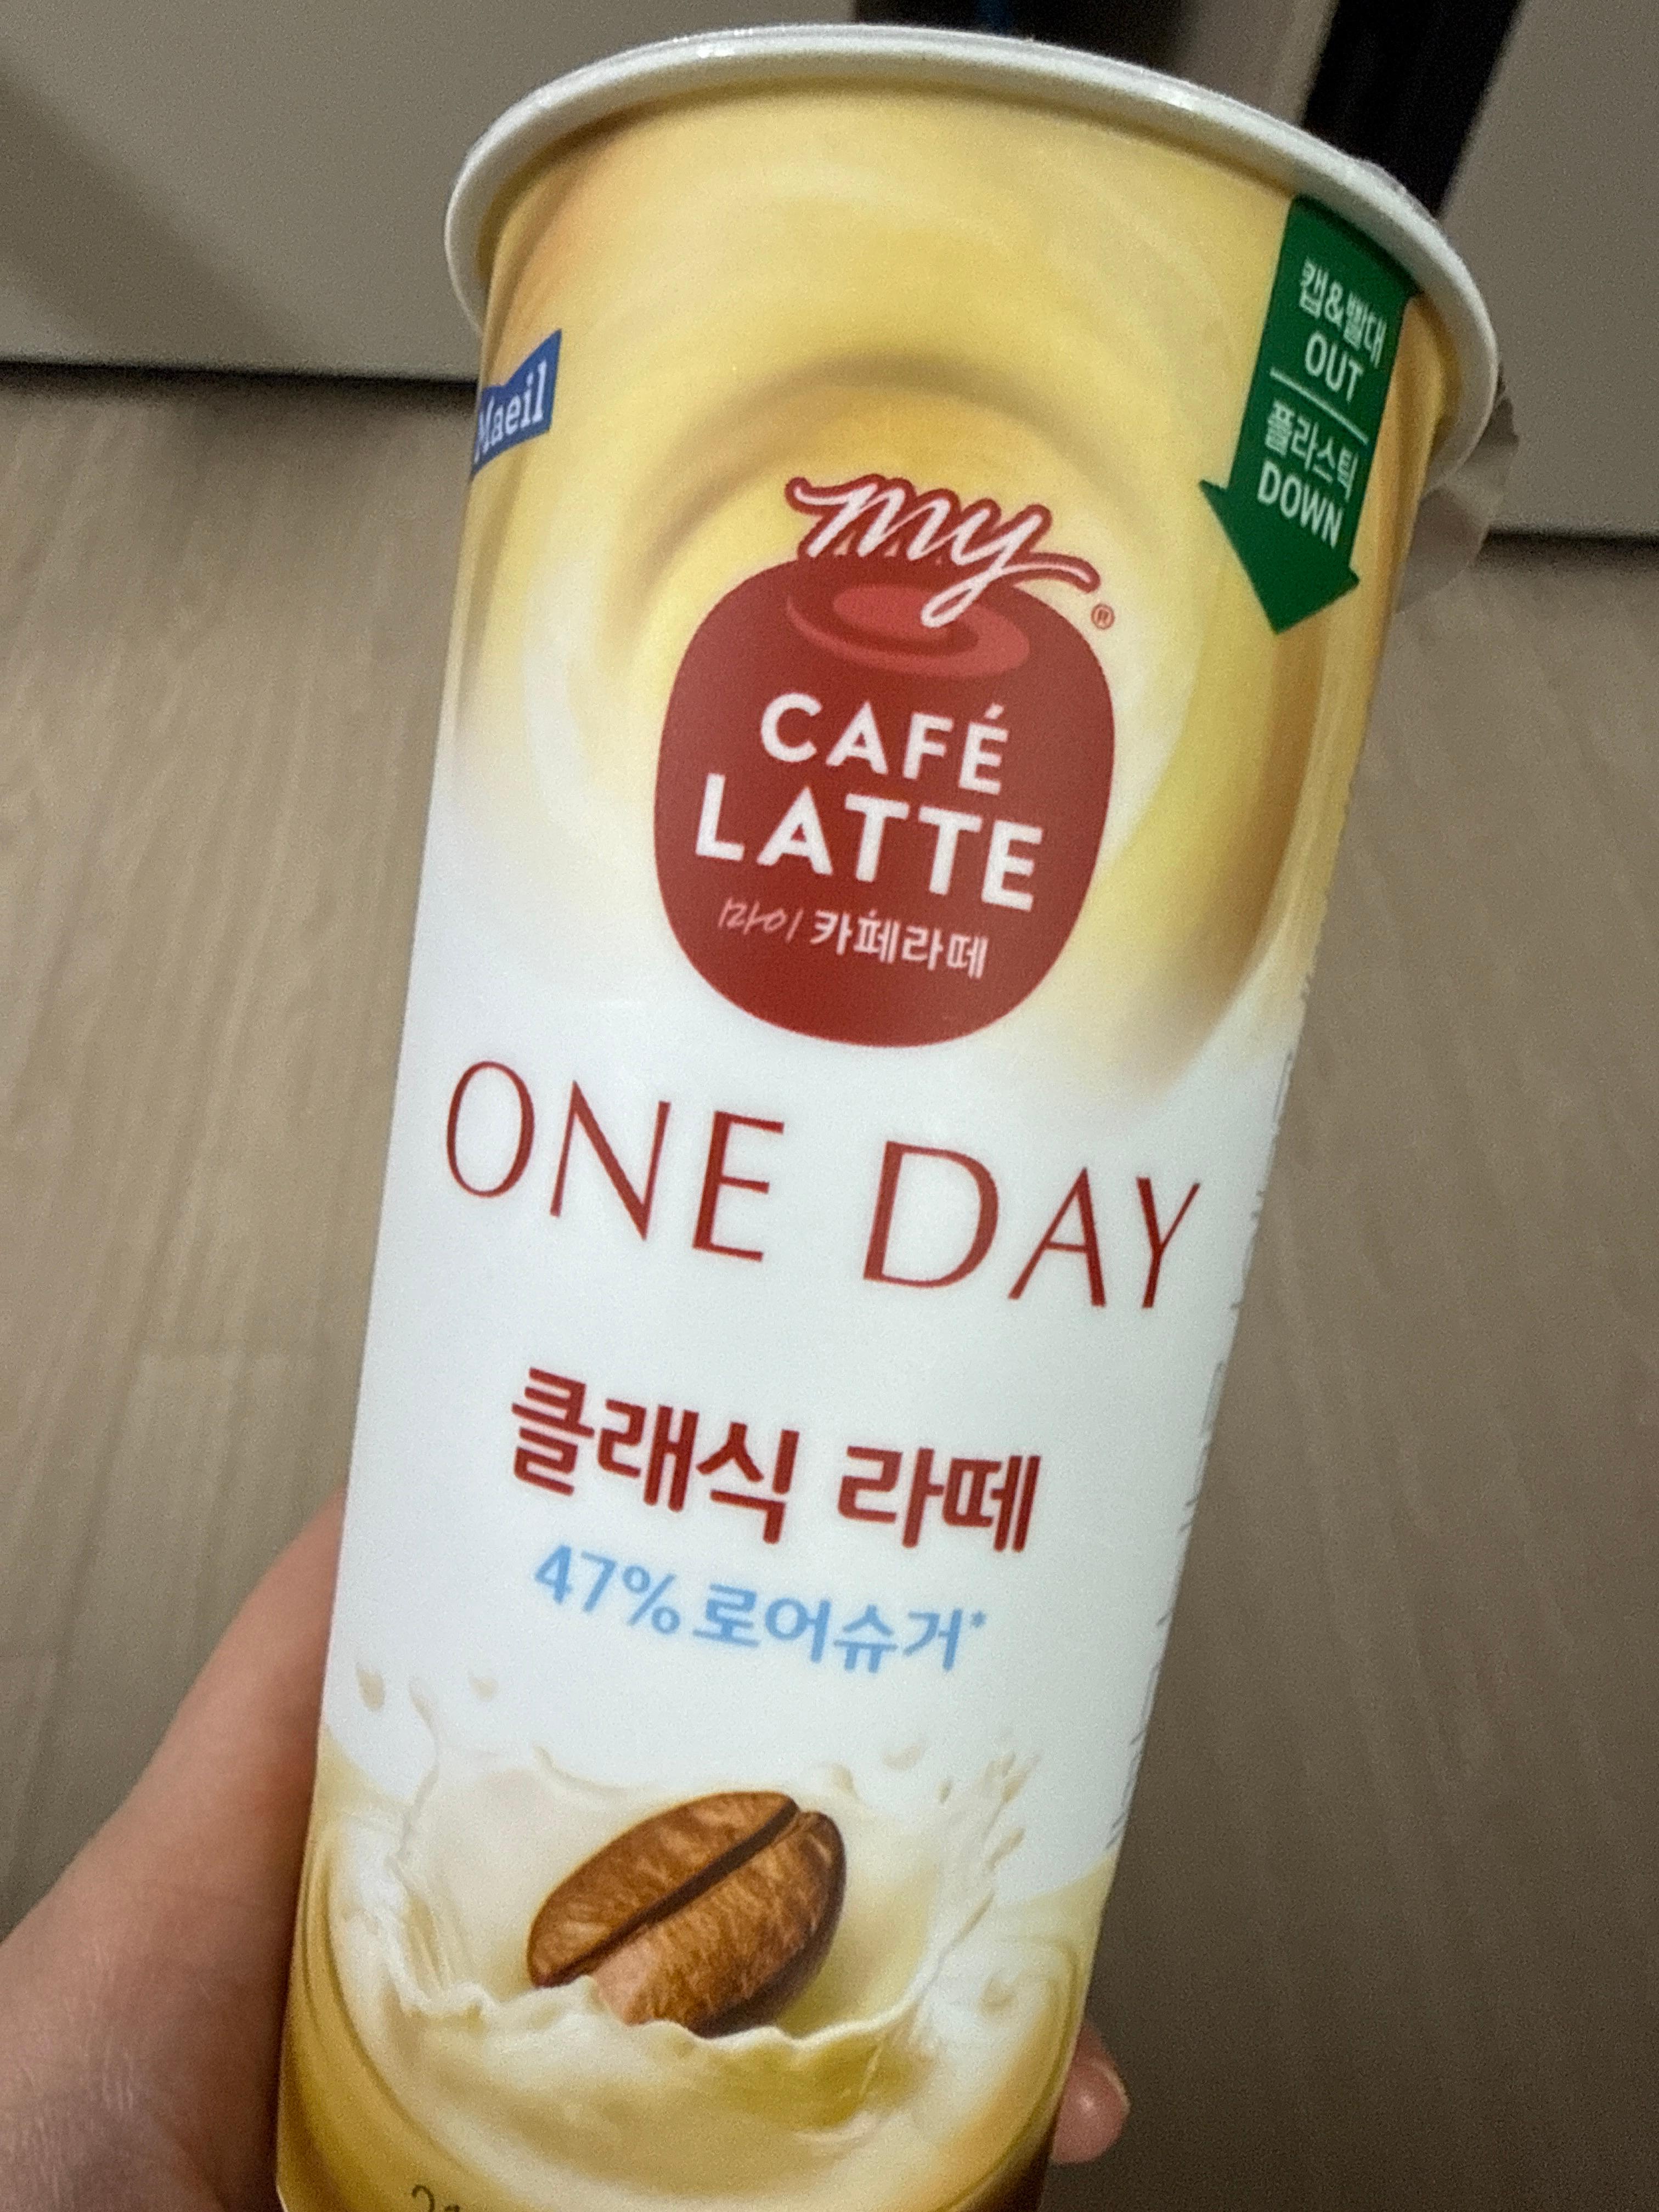 Maeil
캡&빨대
OUT
플라스틱
DOWN
my®
CAFÉ
LATTE
마이 카페라떼
ONE DAY
클래식 라떼
47% 로어슈거*